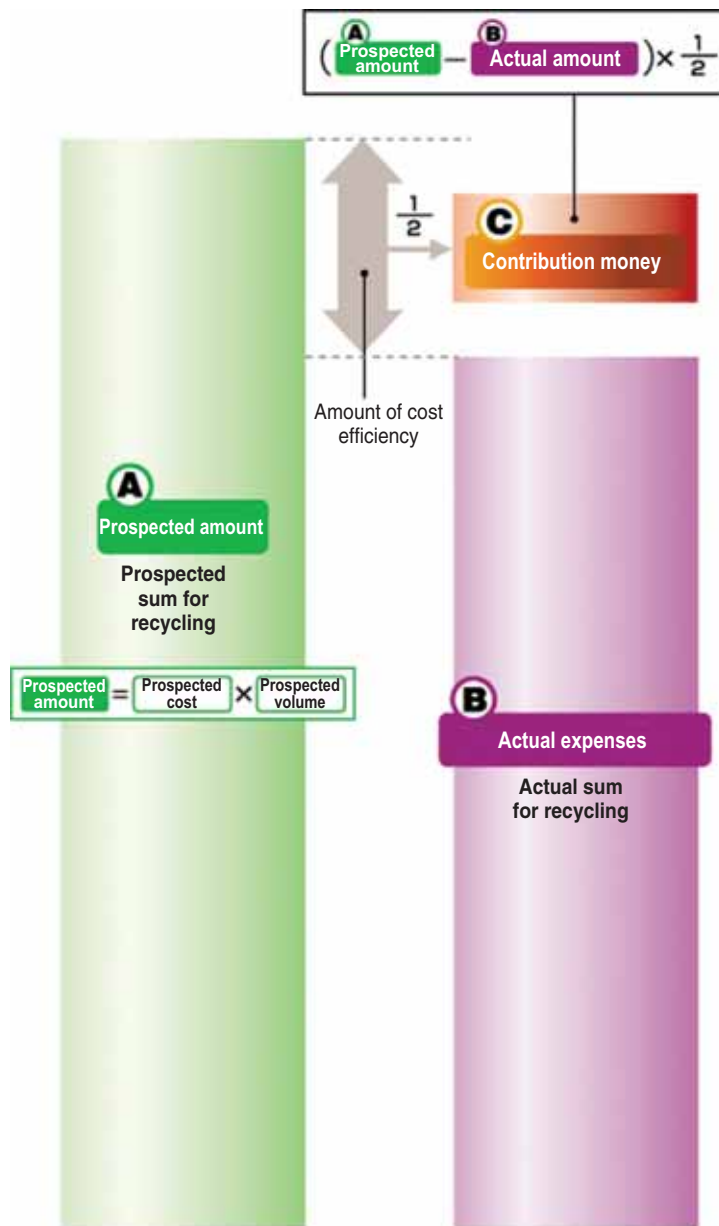 A B
( Prospected amount − Actual amount ) × 1/2
1/2
C
Contribution money
Amount of cost
efficiency
A
Prospected amount
Prospected
sum for
recycling
Prospected amount = Prospected cost × Prospected volume
B
Actual expenses
Actual sum
for recycling